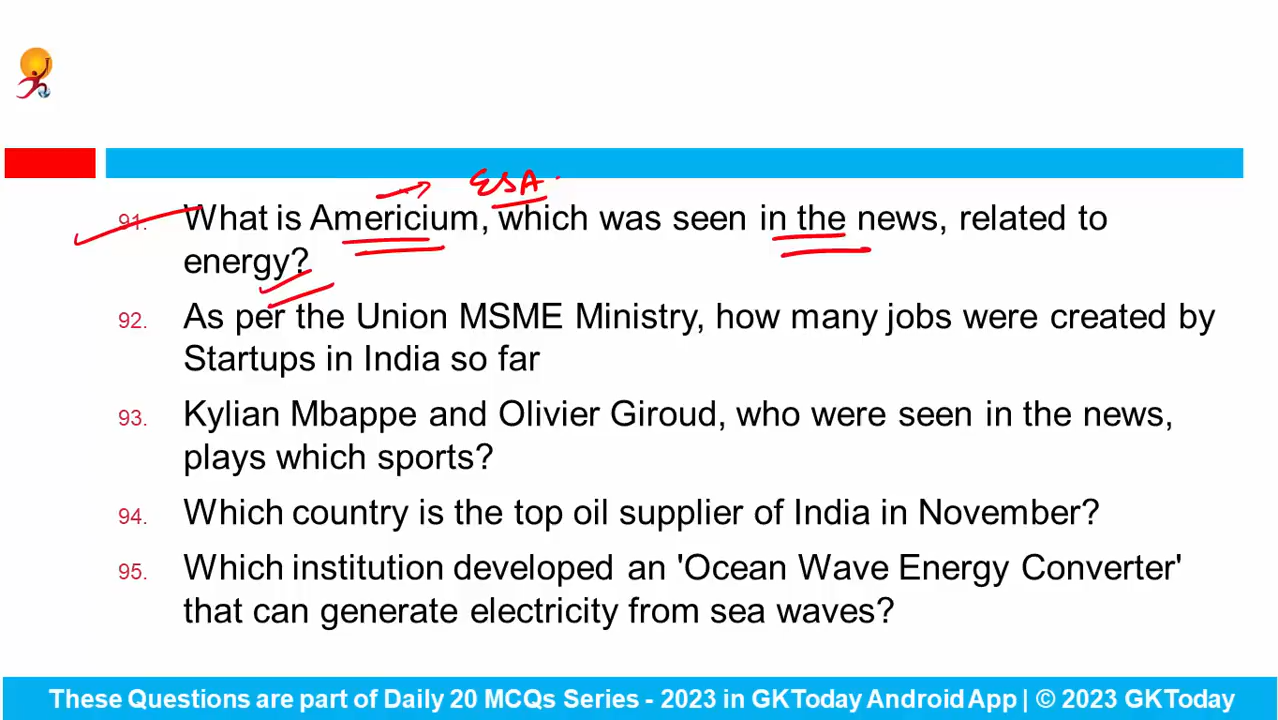 ESA
91. What is Americium, which was seen in the news, related to
energy?
92. As per the Union MSME Ministry, how many jobs were created by
Startups in India so far
93. Kylian Mbappe and Olivier Giroud, who were seen in the news,
plays which sports?
94. Which country is the top oil supplier of India in November?
95. Which institution developed an 'Ocean Wave Energy Converter'
that can generate electricity from sea waves?
These Questions are part of Daily 20 MCQs Series - 2023 in GKToday Android App | © 2023 GKToday